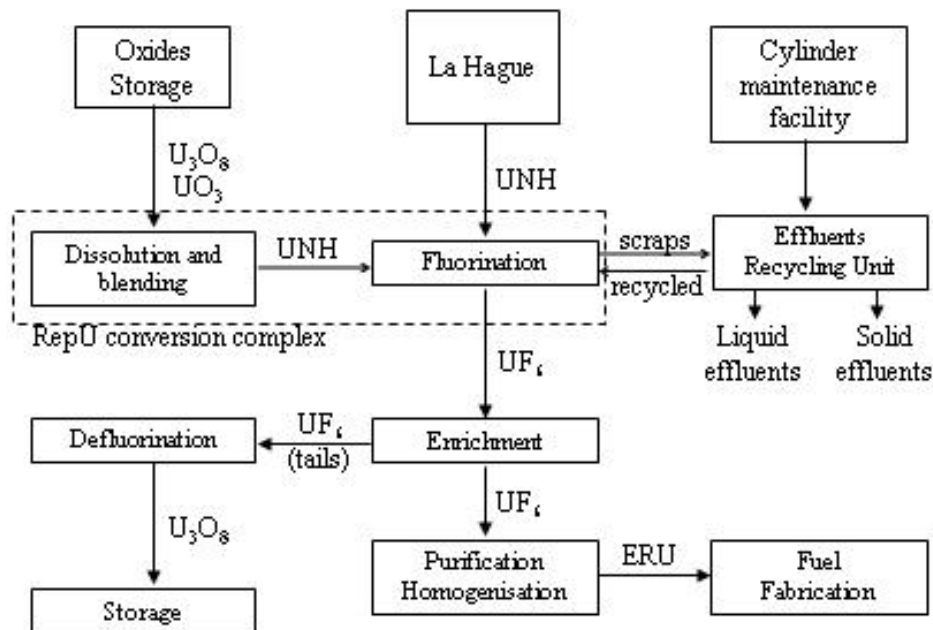 Oxides
Storage
La Hague
Cylinder
maintenance
facility
U₃O₈
UO₃
UNH
Dissolution and
blending
UNH
Fluorination
scraps
recycled
Effluents
Recycling Unit
RepU conversion complex
Liquid
effluents
Solid
effluents
UF₆
Defluorination
UF₆
(tails)
Enrichment
UF₆
U₃O₈
Purification
Homogenisation
ERU
Fuel
Fabrication
Storage